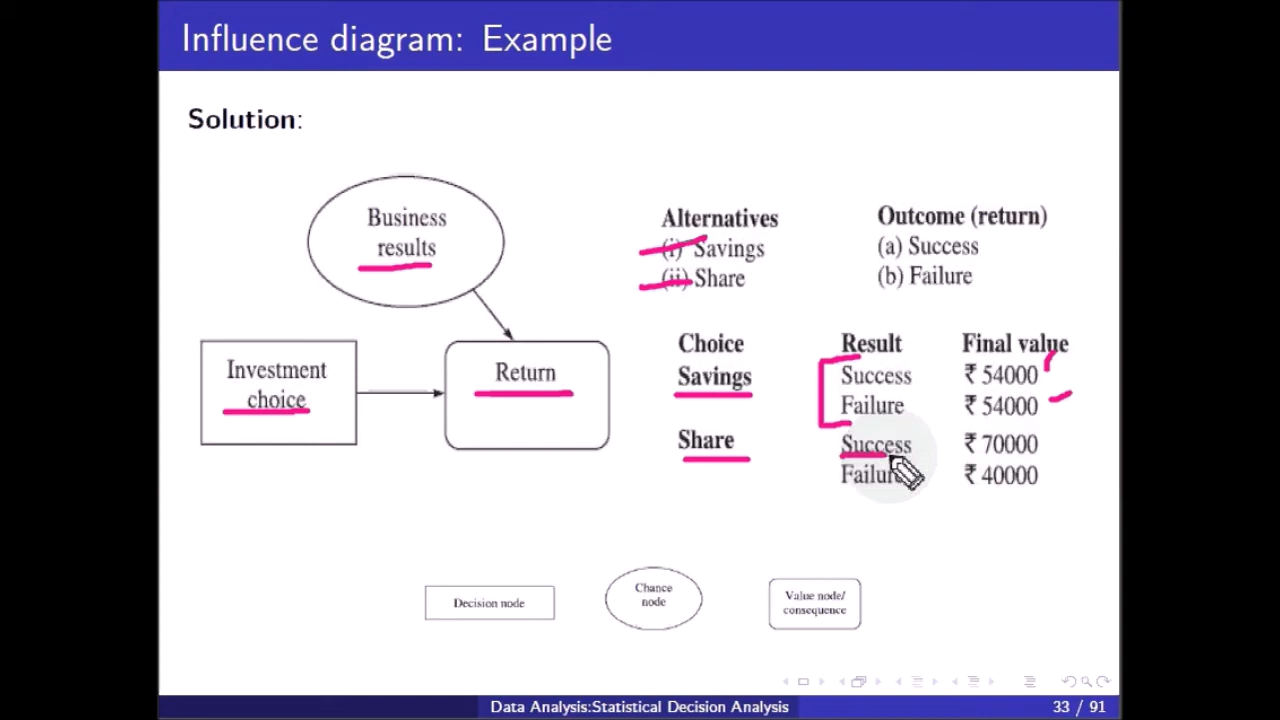 Influence diagram: Example
Solution:
Business
results
Investment
choice
Return
Alternatives
(i) Savings
(ii) Share
Outcome (return)
(a) Success
(b) Failure
Choice Result Final value
Savings Success ₹ 54000
Failure ₹ 54000
Share Success ₹ 70000
Failure ₹ 40000
Decision node
Chance
node
Value node/
consequence
Data Analysis:Statistical Decision Analysis 33 / 91